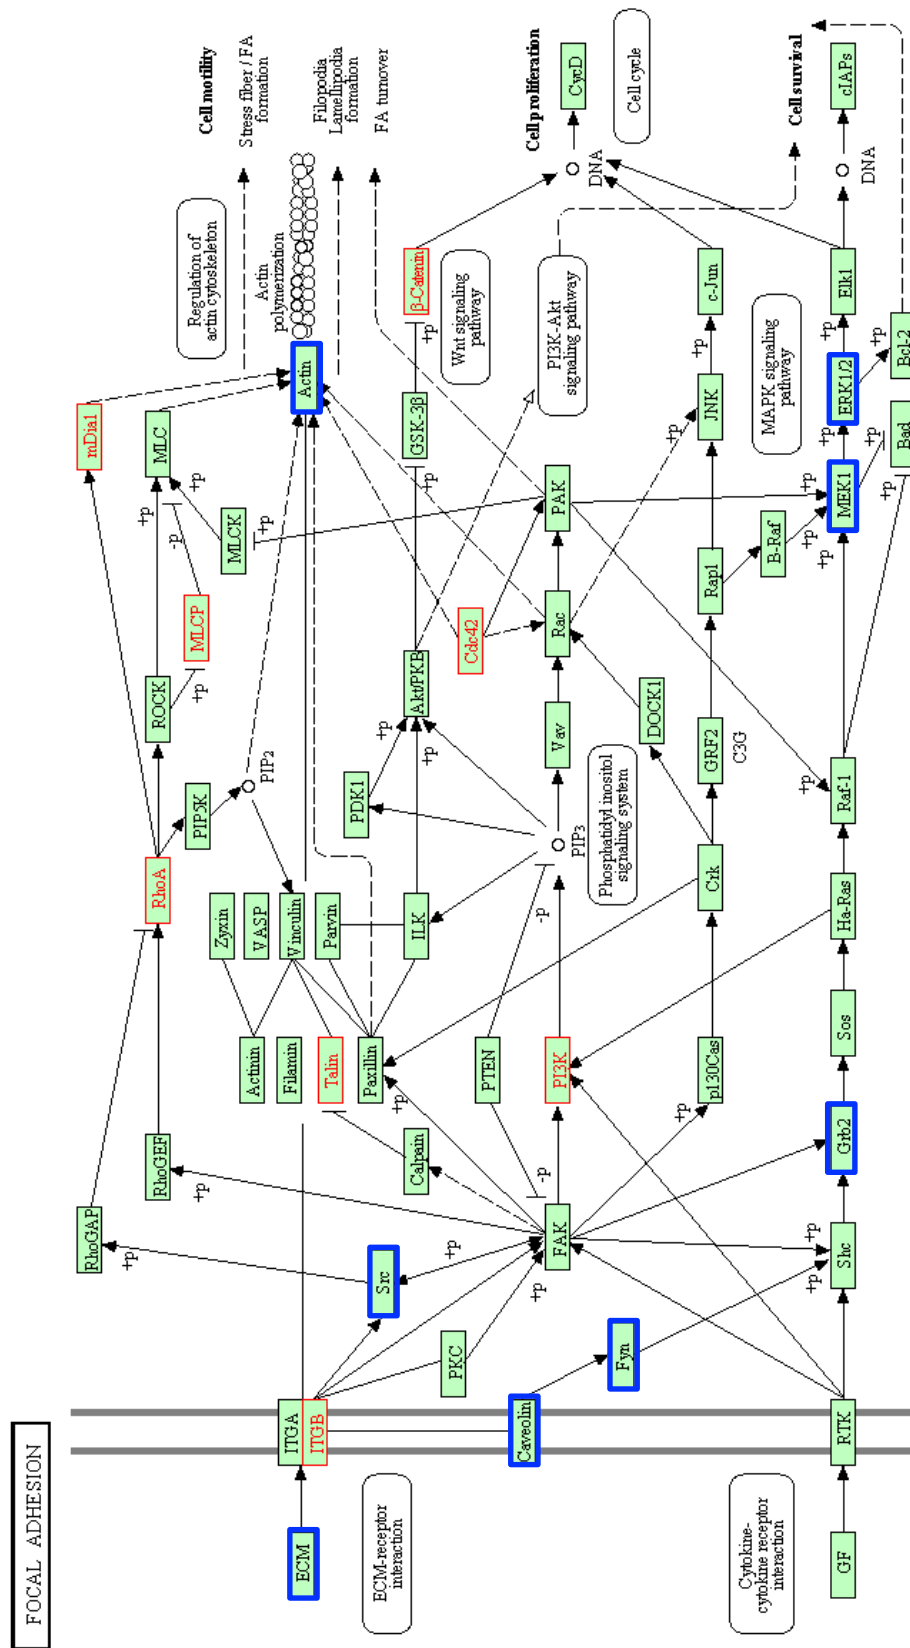 FOCAL ADHESION
ECM
ECM-receptor
interaction
ITGA
ITGB
Caveolin
Cytokine-
cytokine receptor
interaction
GF
RTK
RhoGAP
+p
Src
PKC
Fyn
+p
+p
FAK
+p
Shc
+p
+p
RhoGEF
+p
Calpain
-p
Grb2
Actinin
Filamin
Talin
Paxillin
+p
PTEN
PI3K
p130Cas
+p
Sos
RhoA
Zyxin
VASP
Vinculin
Parvin
ILK
-p
PIP3
Phosphatidyl inositol
signaling system
Crk
Ha-Ras
PIP5K
PIP2
PDK1
+p
+p
Akt/PKB
Vav
GRF2
C3G
DOCK1
Raf-1
+p
ROCK
+p
MLCP
-p
+p
MLCK
+p
MLC
+p
mDia1
Cdc42
Rac
PAK
Rap1
B-Raf
+p
+p
+p
MEK1
GSK-3β
+p
+p
β-Catenin
Wnt signaling
pathway
PI3K-Akt
signaling pathway
JNK
+p
+p
c-Jun
MAPK signaling
pathway
+p
+p
ERK1/2
+p
+p
Bad
Bcl-2
Elk1
DNA
cIAPs
Cell survival
DNA
CycD
Cell cycle
Cell proliferation
Actin
Actin
polymerization
Regulation of
actin cytoskeleton
Cell motility
Stress fiber / FA
formation
Filopodia
Lamellipodia
formation
FA turnover